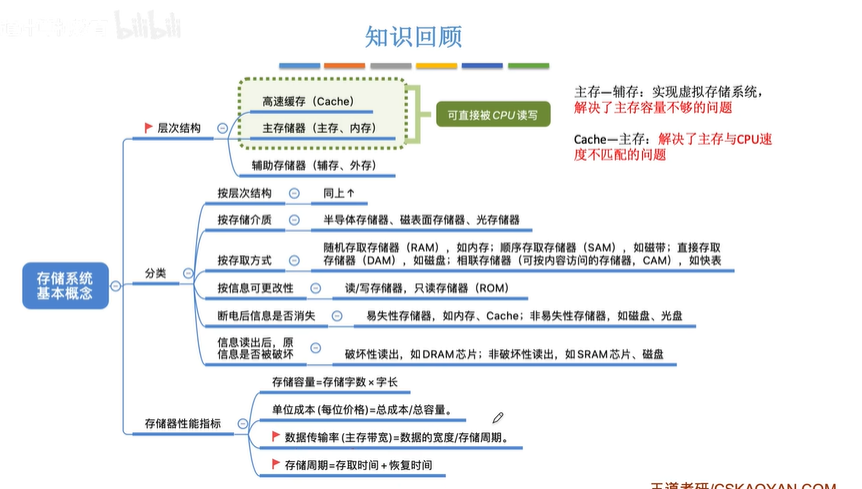 bilibili
知识回顾
高速缓存（Cache）
主存储器（主存、内存）
辅助存储器（辅存、外存）
层次结构
可直接被CPU读写
主存—辅存：实现虚拟存储系统，
解决了主存容量不够的问题
Cache—主存：解决了主存与CPU速
度不匹配的问题
存储系统
基本概念
分类
按层次结构
同上↑
按存储介质
半导体存储器、磁表面存储器、光存储器
按存取方式
随机存取存储器（RAM），如内存；顺序存取存储器（SAM），如磁带；直接存取
存储器（DAM），如磁盘；相联存储器（可按内容访问的存储器，CAM），如快表
按信息可更改性
读/写存储器，只读存储器（ROM）
断电后信息是否消失
易失性存储器，如内存、Cache；非易失性存储器，如磁盘、光盘
信息读出后，原
信息是否被破坏
破坏性读出，如DRAM芯片；非破坏性读出，如SRAM芯片、磁盘
存储器性能指标
存储容量=存储字数×字长
单位成本(每位价格)=总成本/总容量。
数据传输率(主存带宽)=数据的宽度/存储周期。
存储周期=存取时间+恢复时间
王道考研/CSKAOYAN.COM